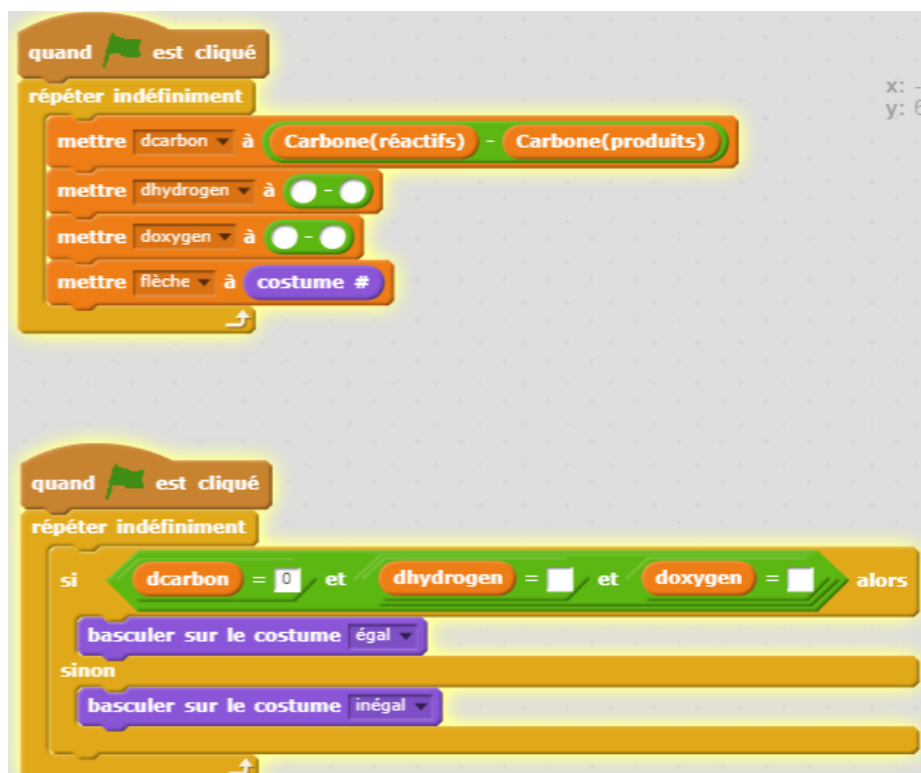 quand est cliqué
répéter indéfiniment
x: -
y: 6
mettre dcarbon à Carbone(réactifs) - Carbone(produits)
mettre dhydrogen à -
mettre doxygen à -
mettre flèche à costume #
quand est cliqué
répéter indéfiniment
si dcarbon = 0 et dhydrogen = et doxygen = alors
basculer sur le costume égal
sinon
basculer sur le costume inégal